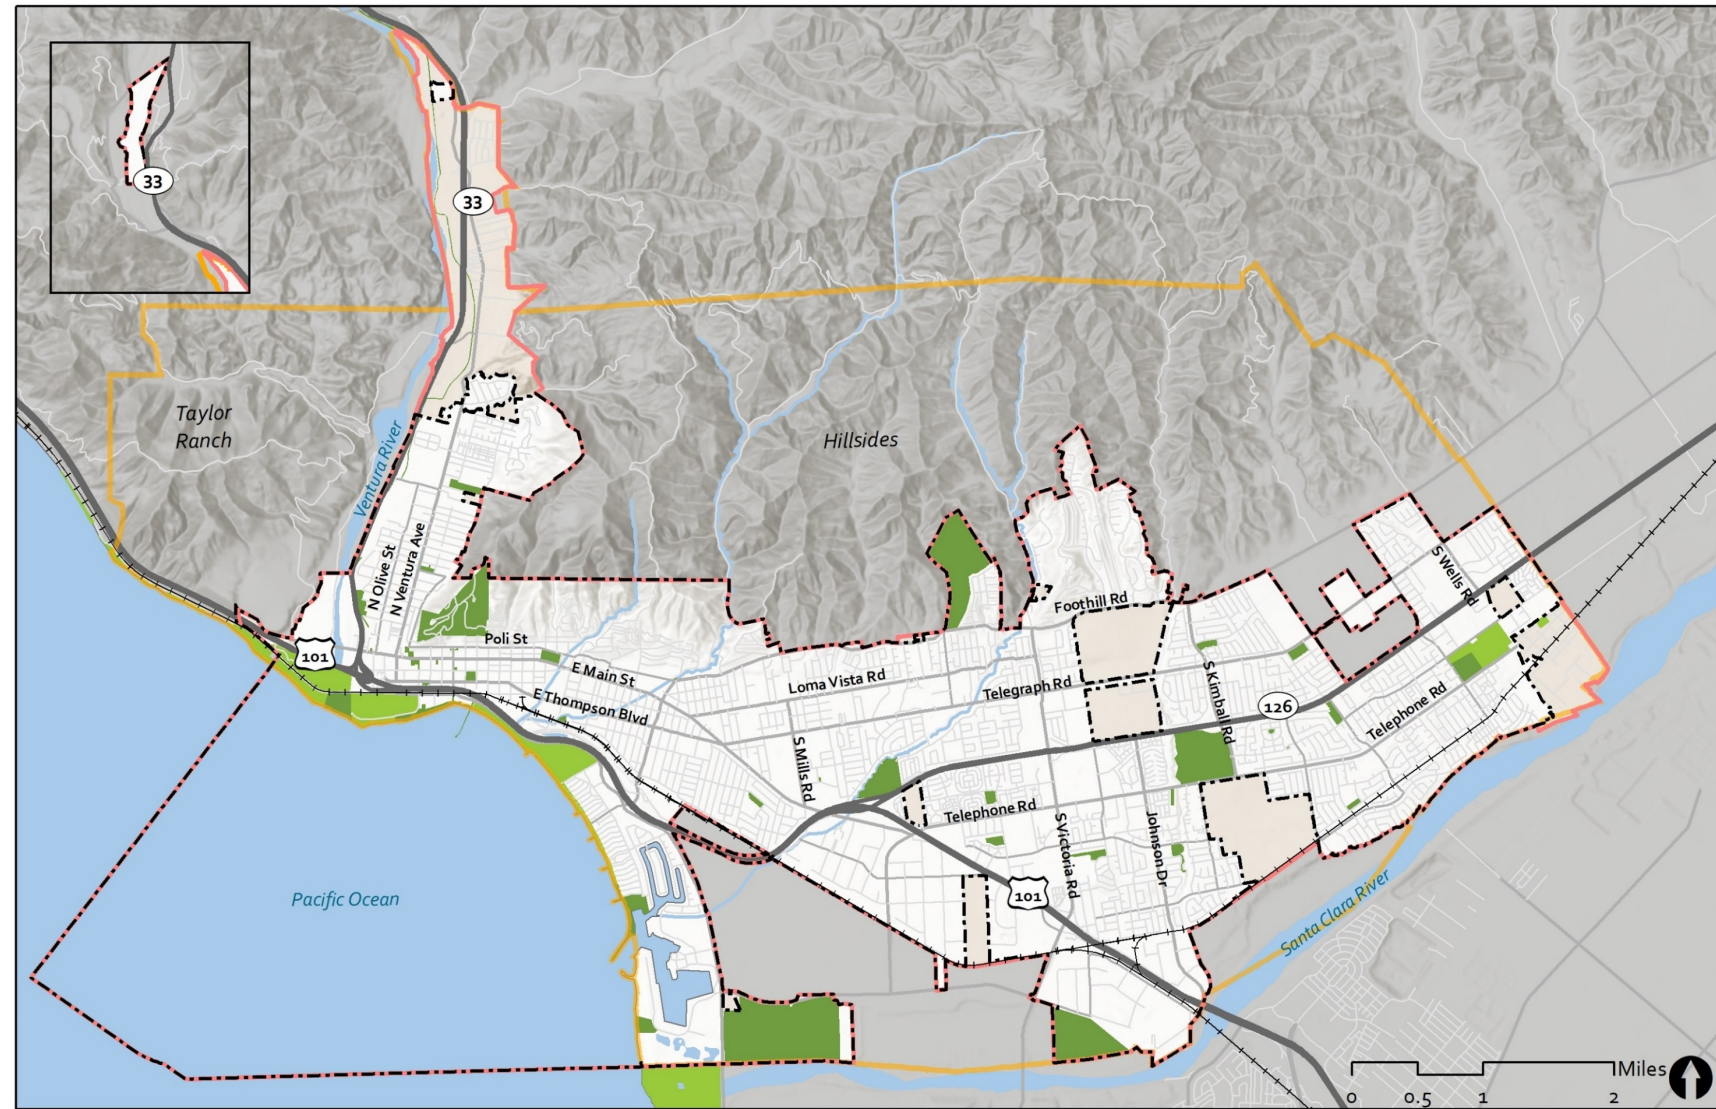 33
33
Taylor
Ranch
Hillsides
Ventura River
N Olive St
N Ventura Ave
S Wells Rd
Foothill Rd
Poli St
101
E Main St
Loma Vista Rd
Telegraph Rd
S Kimball Rd
E Thompson Blvd
126
Telephone Rd
S Mills Rd
Telephone Rd
S Victoria Rd
Johnson Dr
Pacific Ocean
101
Santa Clara River
Miles
0 0.5 1 2